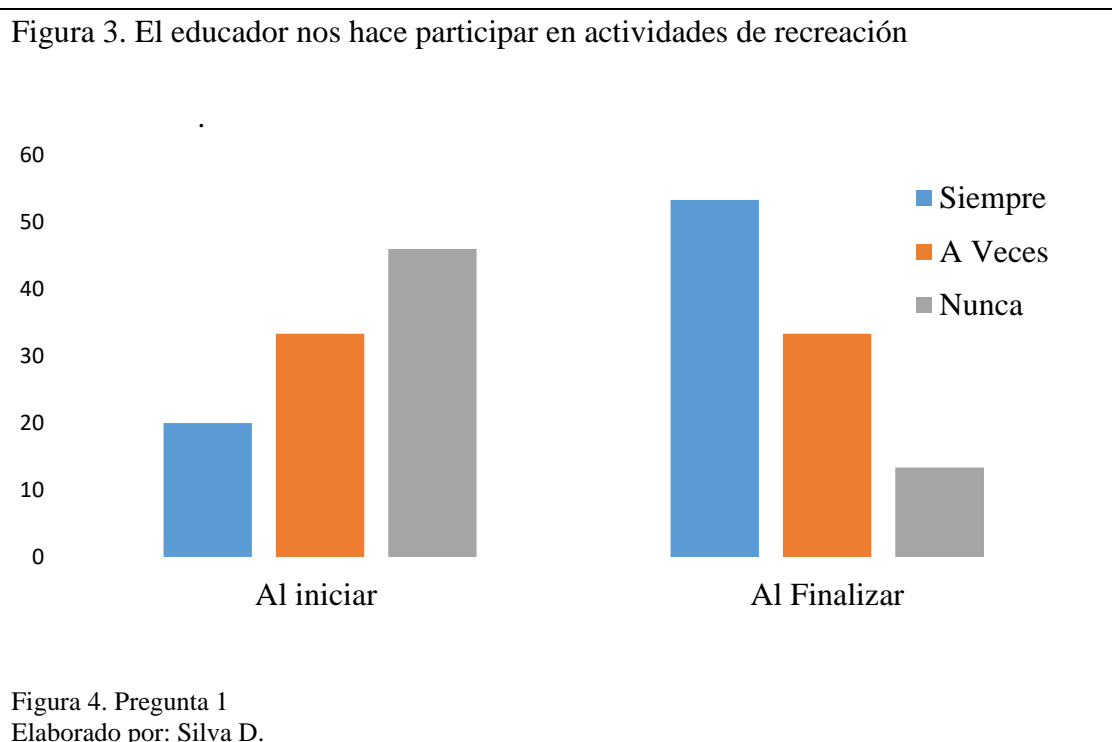 Figura 3. El educador nos hace participar en actividades de recreación
.
60
50
40
30
20
10
0
Siempre
A Veces
Nunca
Al iniciar
Al Finalizar
Figura 4. Pregunta 1
Elaborado por: Silva D.